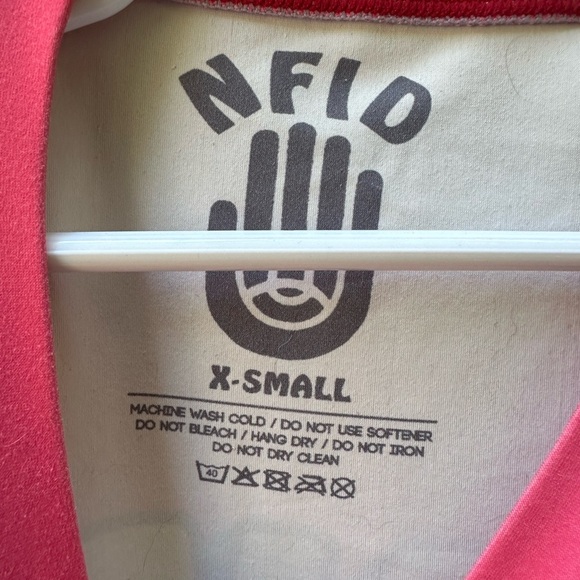 NFID
X-SMALL
MACHINE WASH COLD / DO NOT USE SOFTENER
DO NOT BLEACH / HANG DRY / DO NOT IRON
DO NOT DRY CLEAN
40